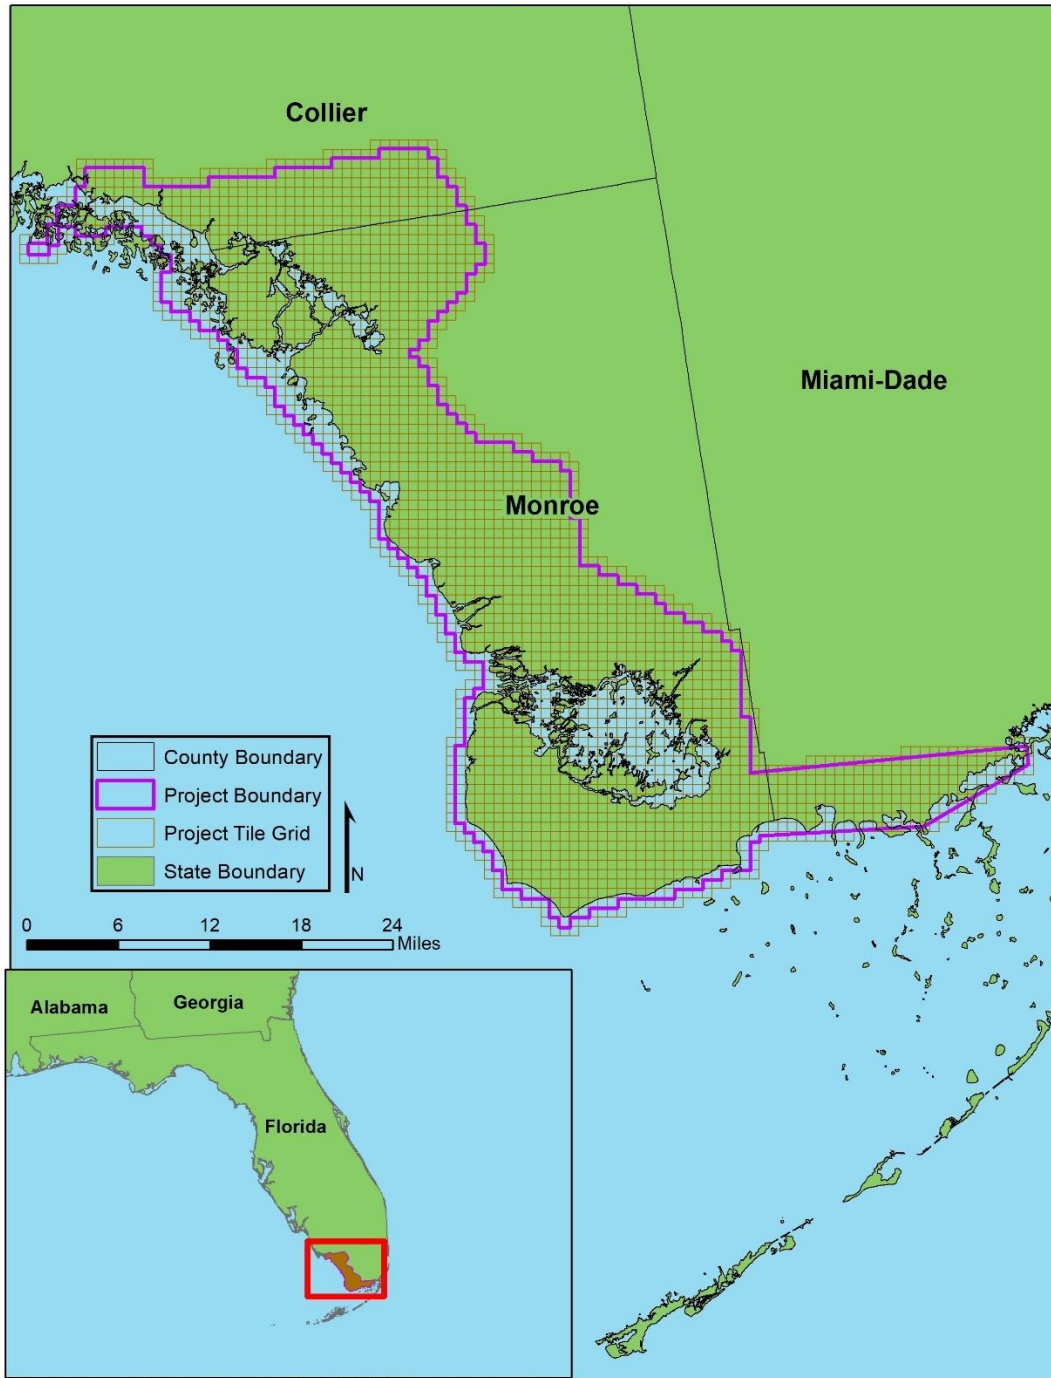 Collier
Miami-Dade
Monroe
County Boundary
Project Boundary
Project Tile Grid
State Boundary
N
0 6 12 18 24
Miles
Alabama
Georgia
Florida